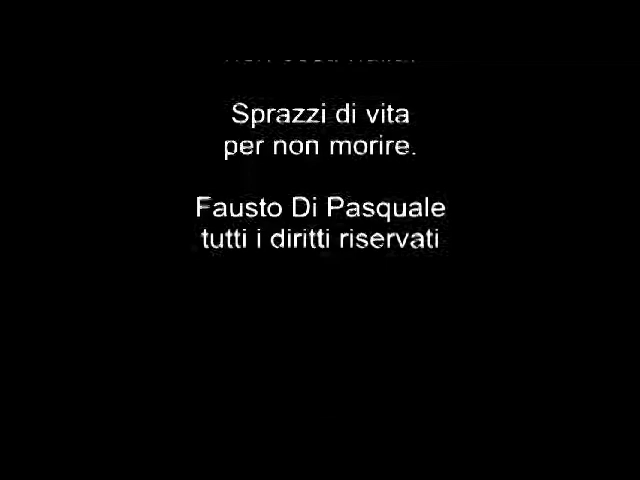 Sprazzi di vita
per non morire.
Fausto Di Pasquale
tutti i diritti riservati